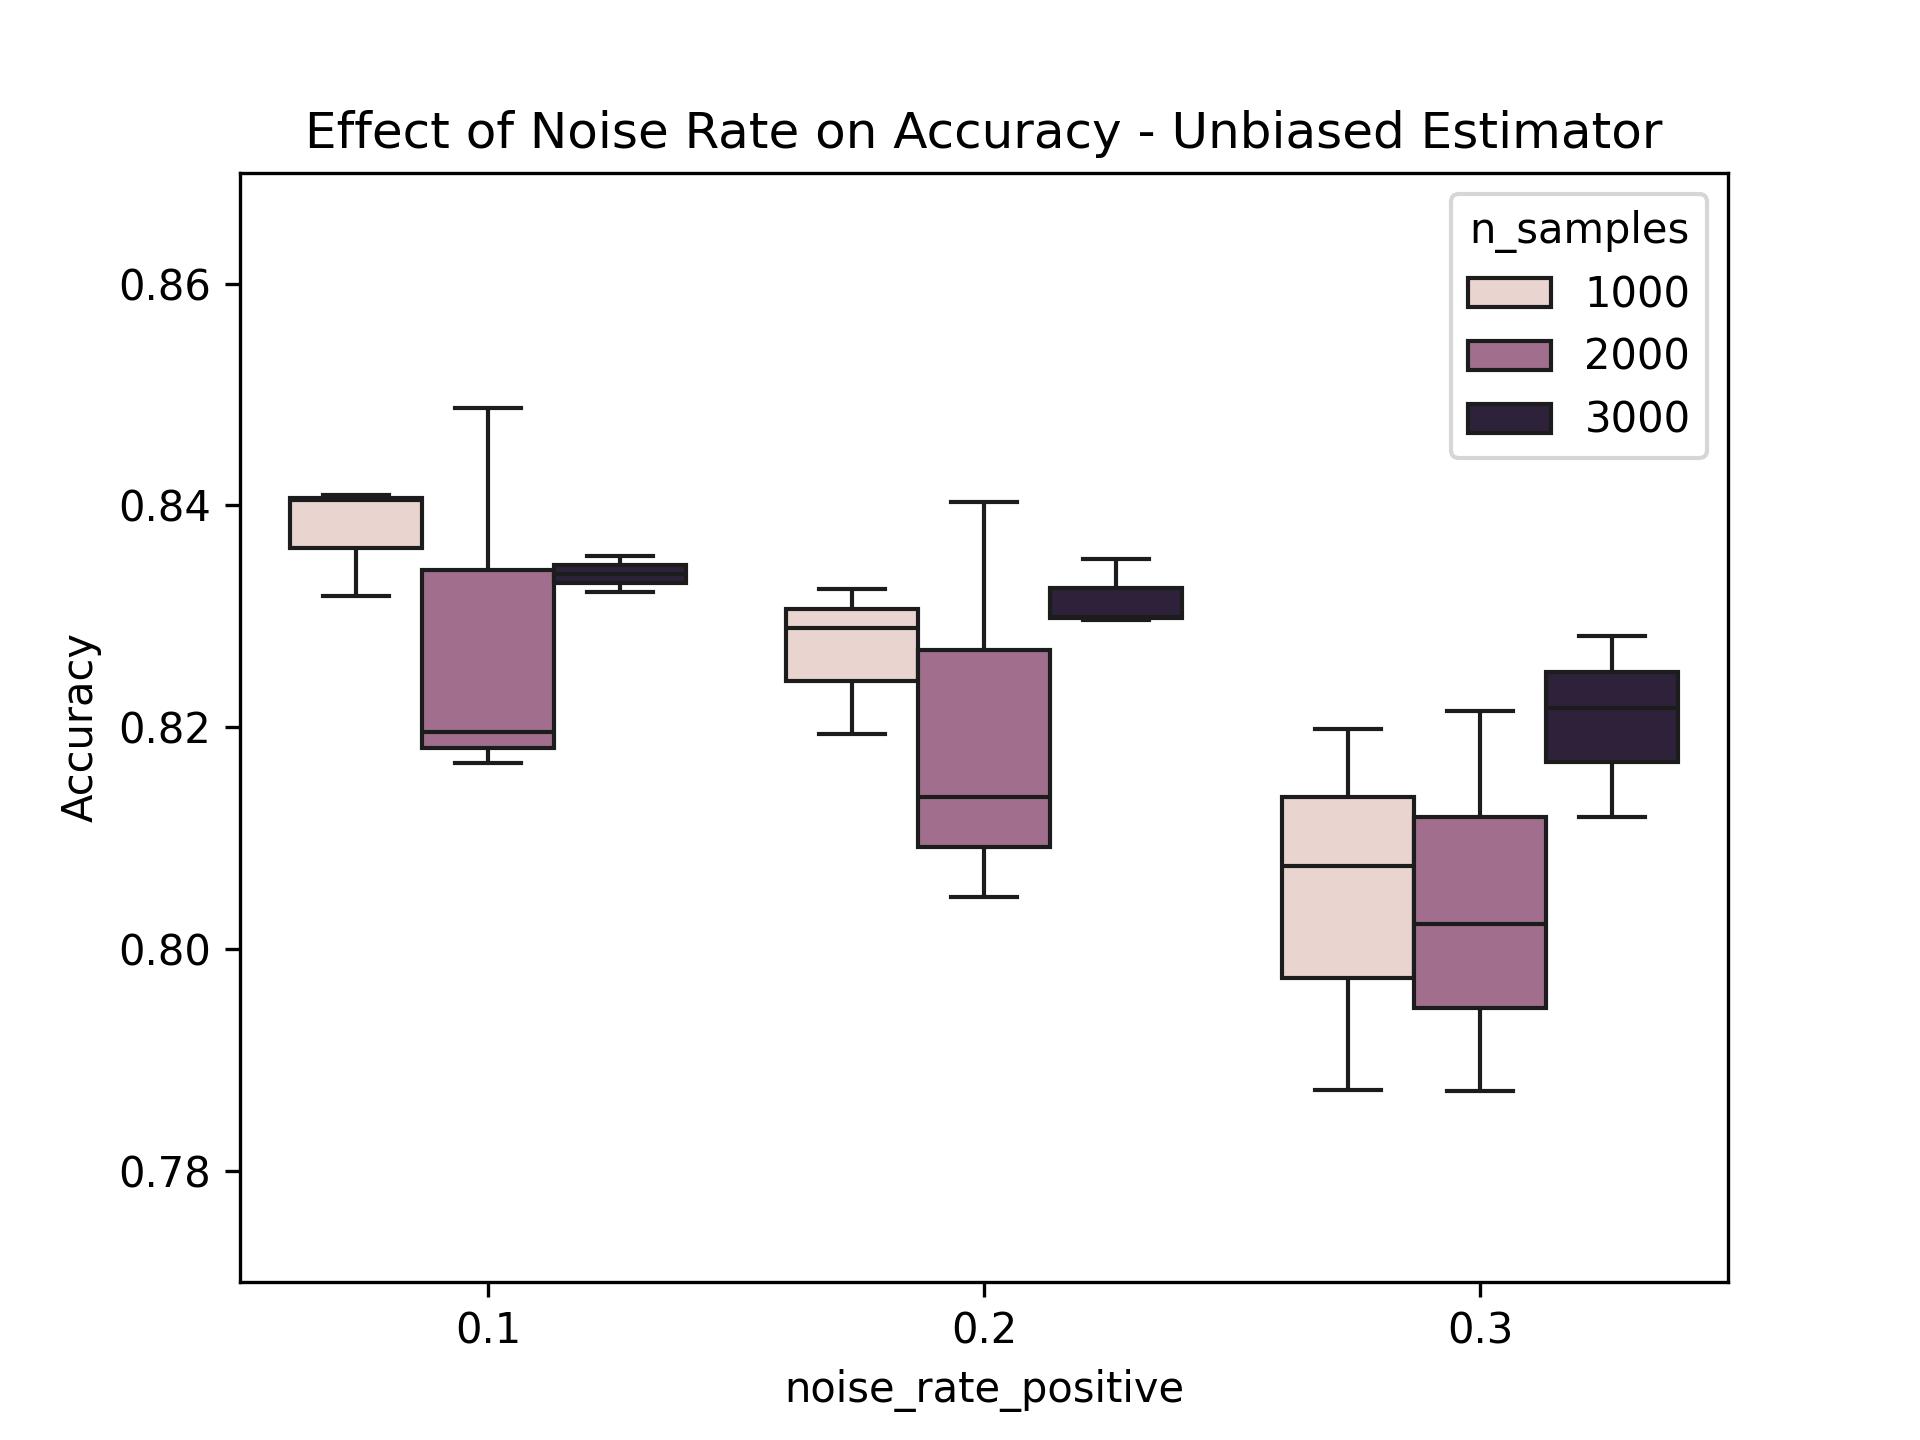 Effect of Noise Rate on Accuracy - Unbiased Estimator
n_samples
1000
2000
3000
0.86
0.84
0.82
0.80
0.78
Accuracy
0.1
0.2
0.3
noise_rate_positive